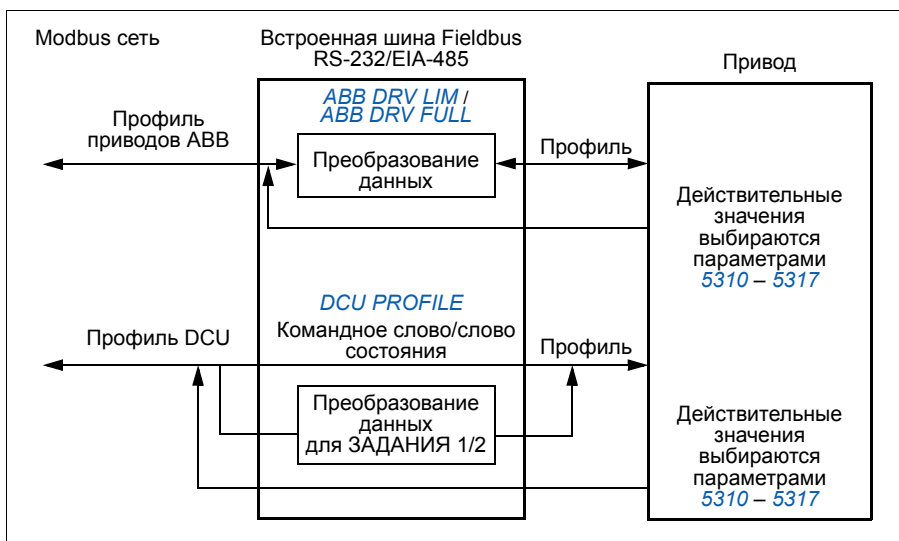 Modbus сеть
Встроенная шина Fieldbus
RS-232/EIA-485
Привод
ABB DRV LIM /
ABB DRV FULL
Профиль
приводов ABB
Преобразование
данных
Профиль
Действительные
значения
выбираются
параметрами
5310 – 5317
DCU PROFILE
Командное слово/слово
состояния
Профиль DCU
Профиль
Преобразование
данных
для ЗАДАНИЯ 1/2
Действительные
значения
выбираются
параметрами
5310 – 5317